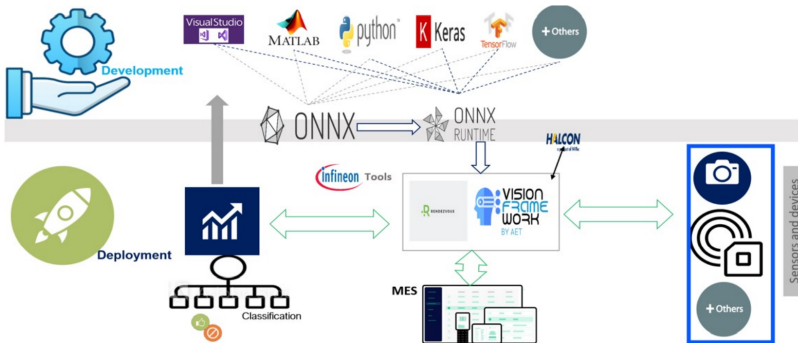 Visual Studio
MATLAB
python
K Keras
TensorFlow
+ Others
Development
ONNX
ONNX
RUNTIME
HALCON
infineon Tools
VISION
FRAME
WORK
BY AET
Deployment
Classification
MES
+ Others
Sensors and devices